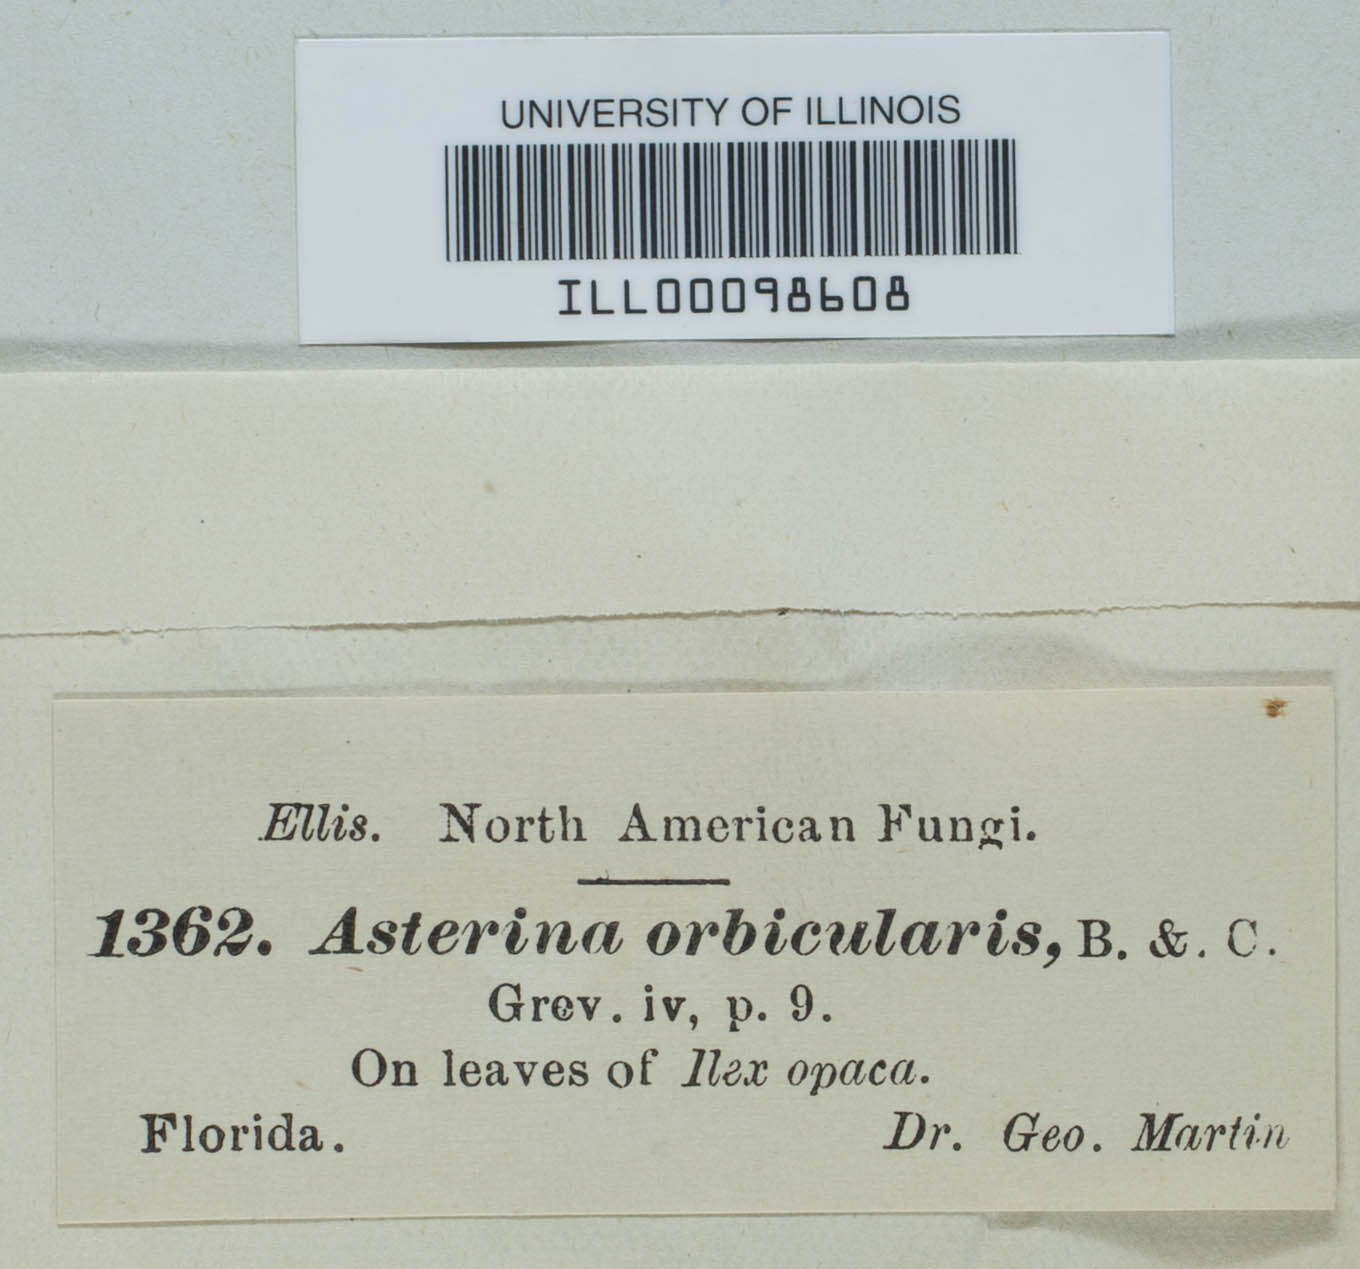 UNIVERSITY OF ILLINOIS
ILL00098608
Ellis. North American Fungi.
1362. Asterina orbicularis, B. &. C.
Grev. iv, p. 9.
On leaves of Ilex opaca.
Florida. Dr. Geo. Martin